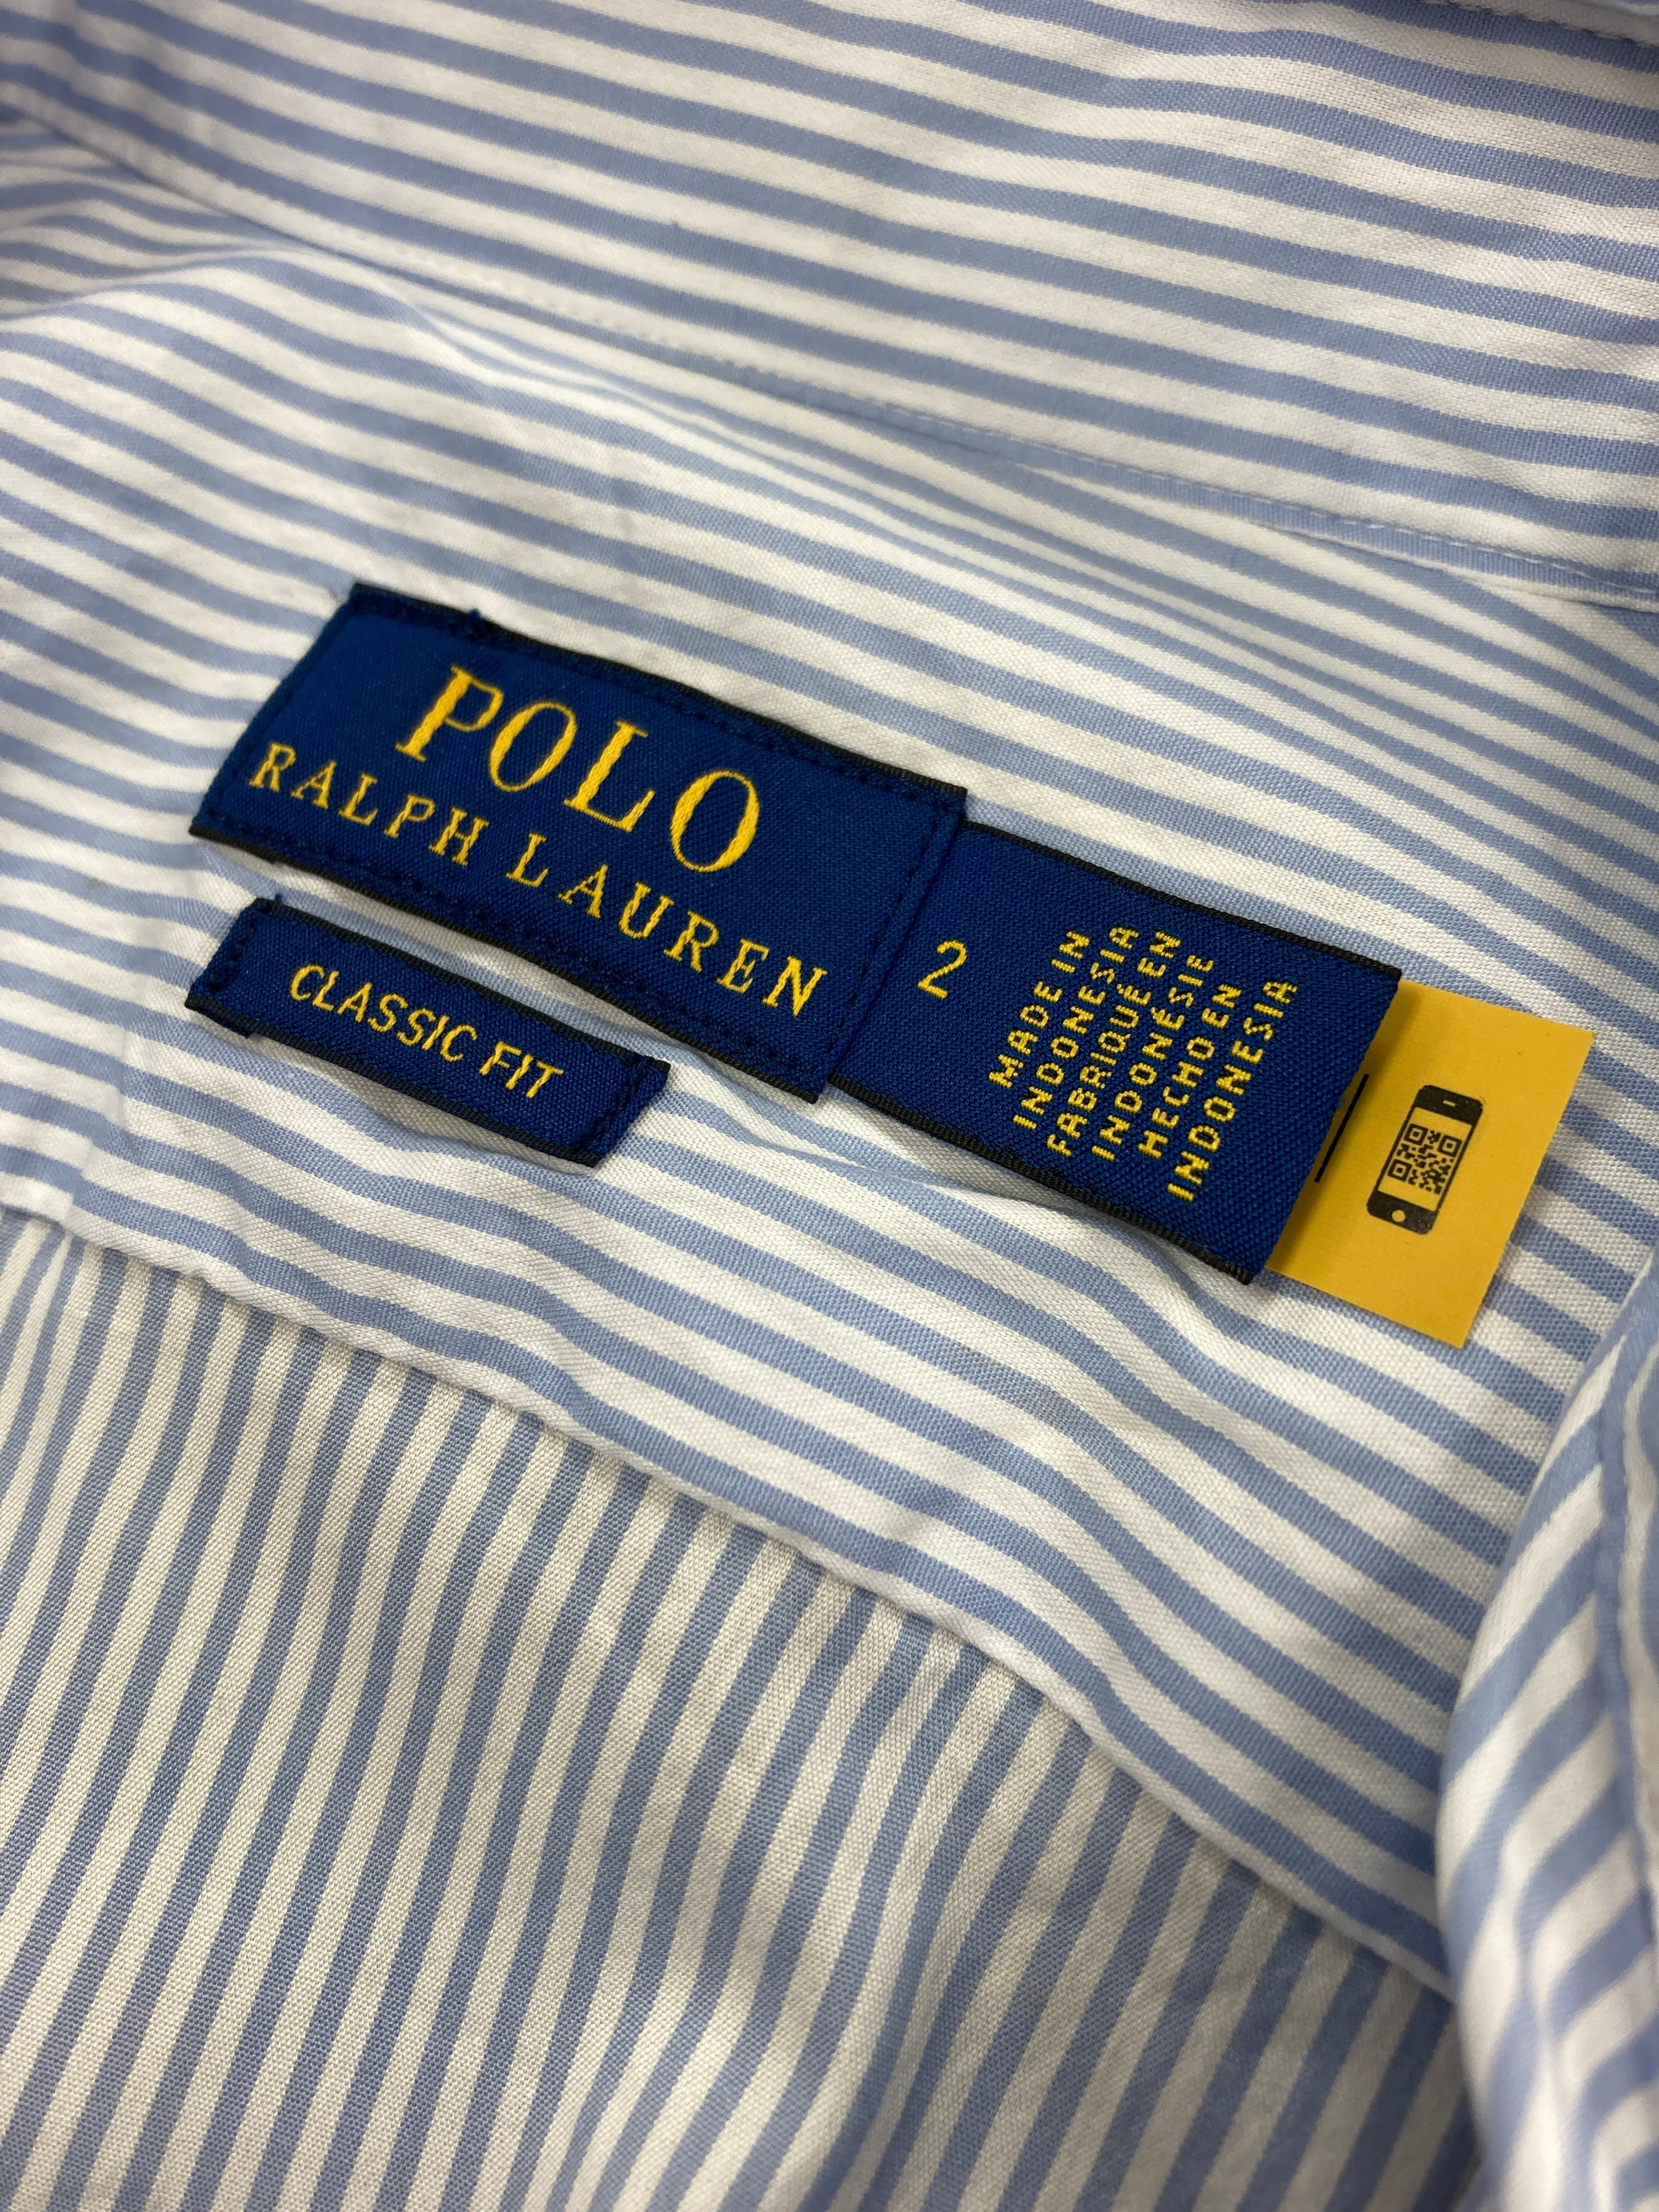 POLO
RALPH LAUREN
CLASSIC FIT
2
MADE IN
INDONESIA
FABRIQUÉ EN
INDONÉSIE
HECHO EN
INDONESIA